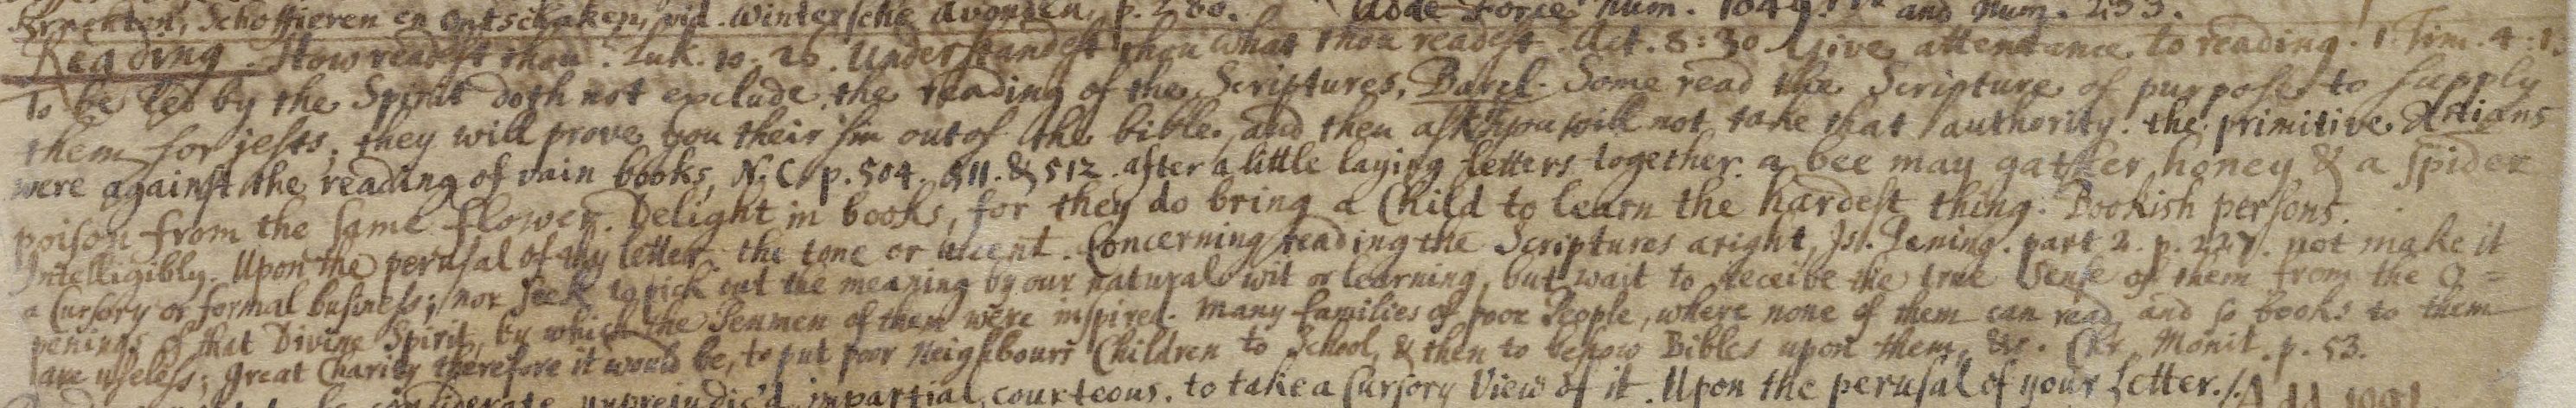 Schoffieren en ontschaken, vid. Wintersche Avonden, p. 280. Adde Force Num. and Num. 253.
Reading. How readest thou? Luk. 10. 26. Understandest thou what thou readest. Act. 8: 30. Give attendance to reading. 1. Tim. 4: 13
To be led by the Spirit doth not exclude the reading of the Scriptures, Barcl. Some read the Scripture of purpose to supply
them for jests; they will prove you their sin out of the bible, and then ask if you will not take that authority. the primitive Xstians
were against the reading of vain books, N. C. p. 504. 511. & 512. after a little laying letters together. a bee may gather honey & a spider
poison from the same flower. Delight in books, for they do bring a Child to learn the hardest thing. Bookish persons.
Intelligibly. Upon the perusal of thy letter. the tone or accent. Concerning reading the Scriptures aright, Is. Pening. part 2. p. 227. not make it
a Cursory or formal business; nor seek to pick out the meaning by our natural wit or learning, but wait to receive the true Sense of them from the O=
penings of that Divine Spirit, by which the Penmen of them were inspired. Many families of poor People, where none of them can read, and so books to them
are useless; great Charity therefore it would be, to put poor Neighbours Children to School, & then to bestow Bibles upon them, &c. Chr. Monit. p. 53.
considerate, unprejudic'd, impartial, courteous. to take a Cursory View of it. Upon the perusal of your Letter./. Add